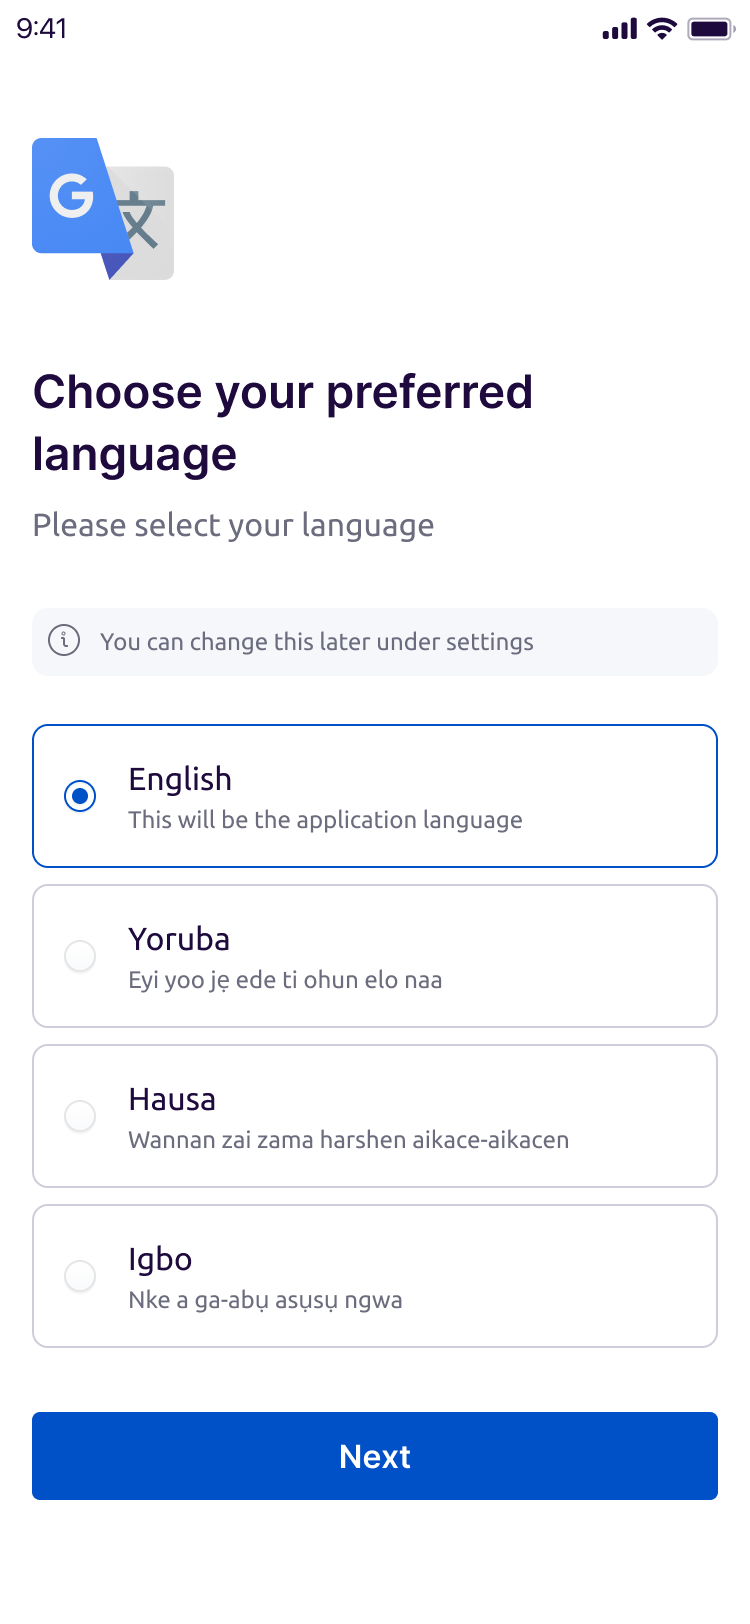 9:41
G 文
Choose your preferred
language
Please select your language
You can change this later under settings
English
This will be the application language
Yoruba
Eyi yoo jẹ ede ti ohun elo naa
Hausa
Wannan zai zama harshen aikace-aikacen
Igbo
Nke a ga-abụ asụsụ ngwa
Next